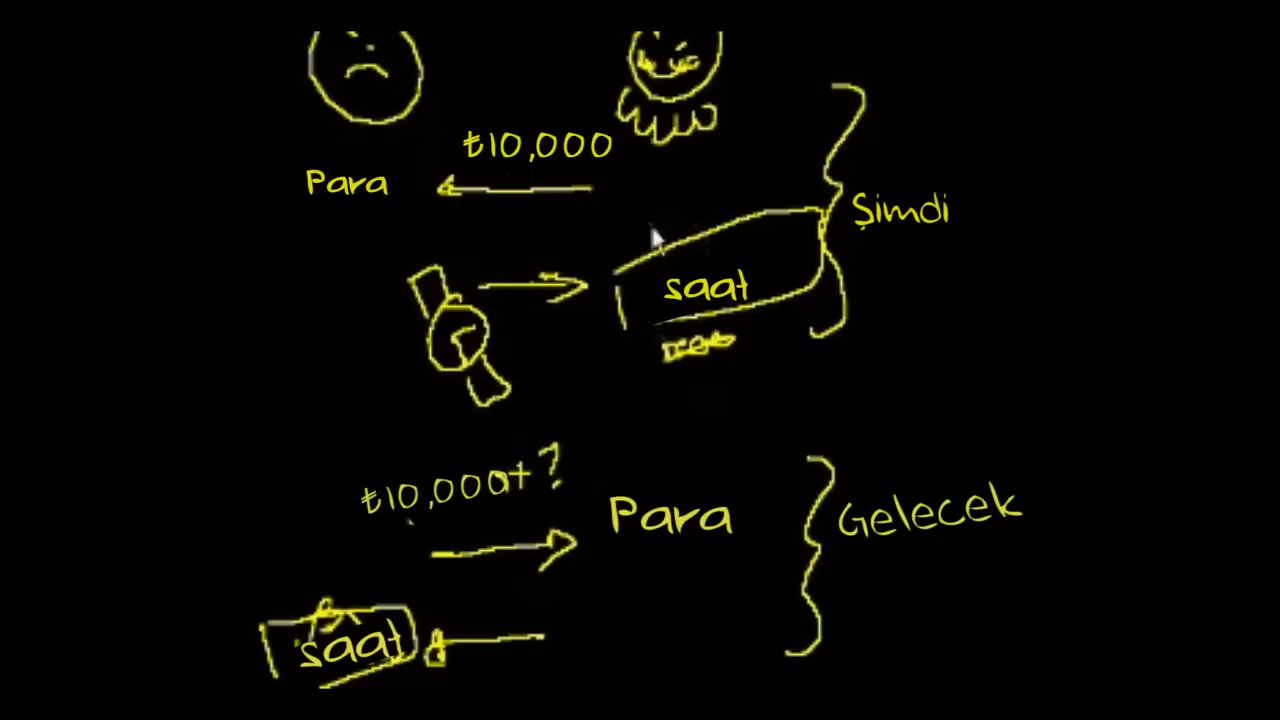 ₺10,000
Para
Şimdi
saat
₺10,000+ ?
Para
Gelecek
saat